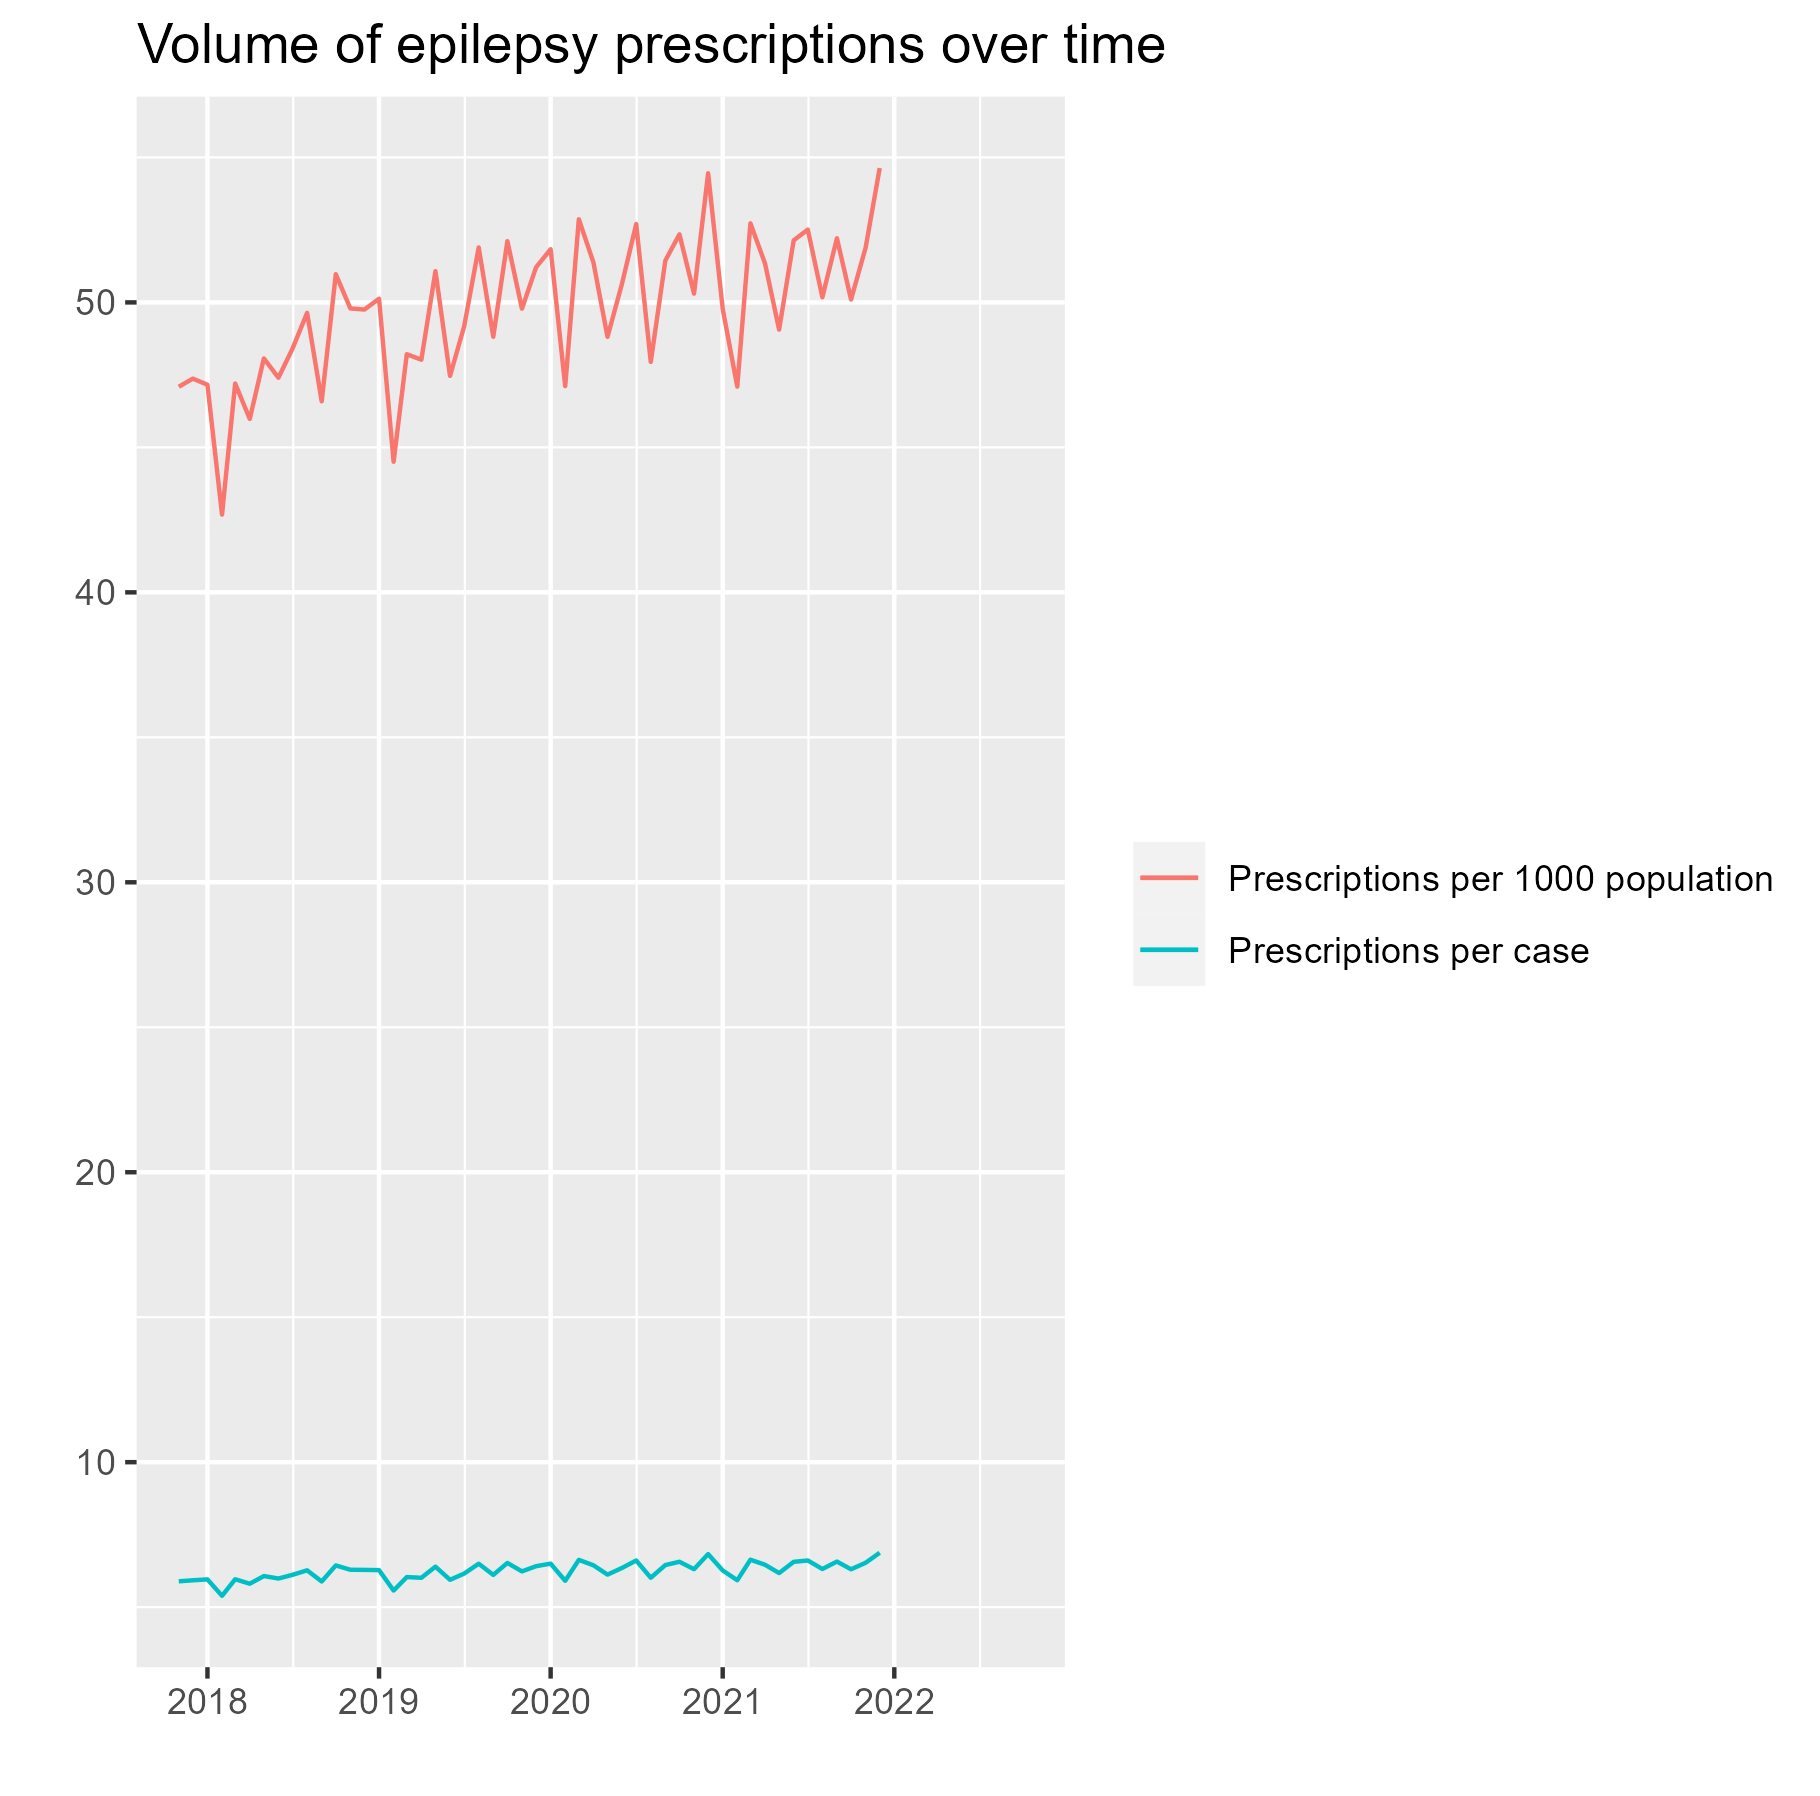 Volume of epilepsy prescriptions over time
50
40
30
20
10
2018 2019 2020 2021 2022
Prescriptions per 1000 population
Prescriptions per case